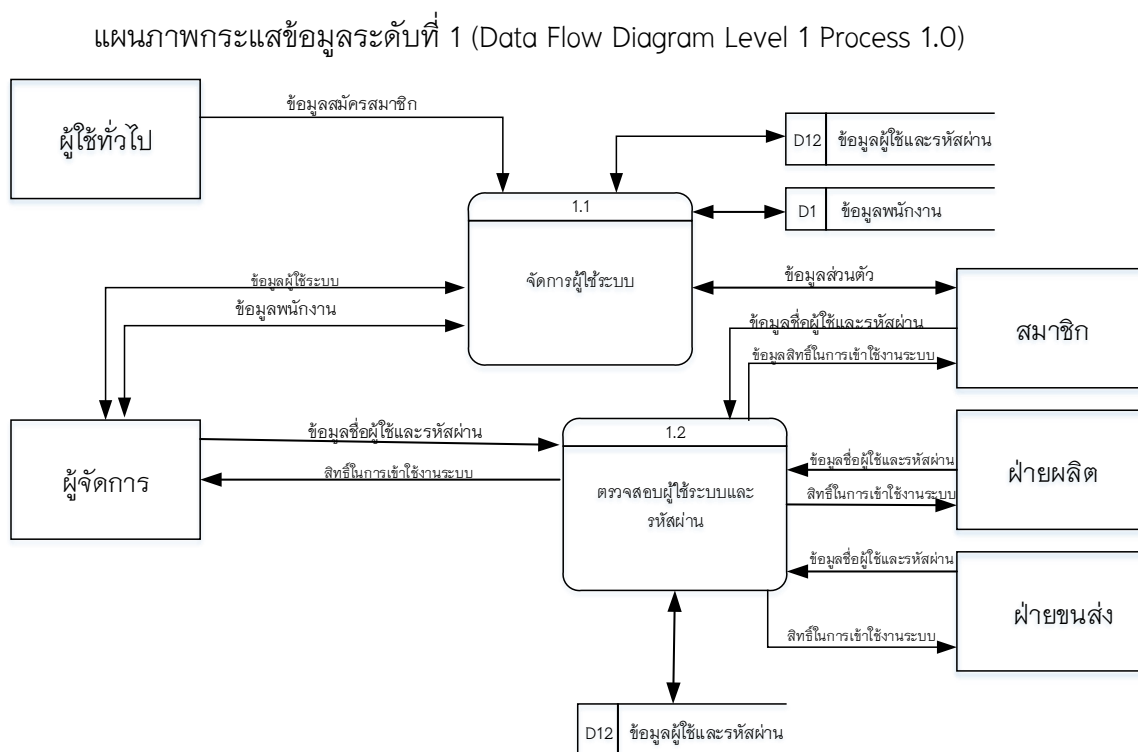 แผนภาพกระแสข้อมูลระดับที่ 1 (Data Flow Diagram Level 1 Process 1.0)
ผู้ใช้ทั่วไป
ข้อมูลสมัครสมาชิก
D12 ข้อมูลผู้ใช้และรหัสผ่าน
1.1
D1 ข้อมูลพนักงาน
จัดการผู้ใช้ระบบ
ข้อมูลผู้ใช้ระบบ
ข้อมูลพนักงาน
ข้อมูลส่วนตัว
ข้อมูลชื่อผู้ใช้และรหัสผ่าน
ข้อมูลสิทธิ์ในการเข้าใช้งานระบบ
สมาชิก
ผู้จัดการ
ข้อมูลชื่อผู้ใช้และรหัสผ่าน
สิทธิ์ในการเข้าใช้งานระบบ
1.2
ตรวจสอบผู้ใช้ระบบและ
รหัสผ่าน
ข้อมูลชื่อผู้ใช้และรหัสผ่าน
สิทธิ์ในการเข้าใช้งานระบบ
ฝ่ายผลิต
ข้อมูลชื่อผู้ใช้และรหัสผ่าน
สิทธิ์ในการเข้าใช้งานระบบ
ฝ่ายขนส่ง
D12 ข้อมูลผู้ใช้และรหัสผ่าน